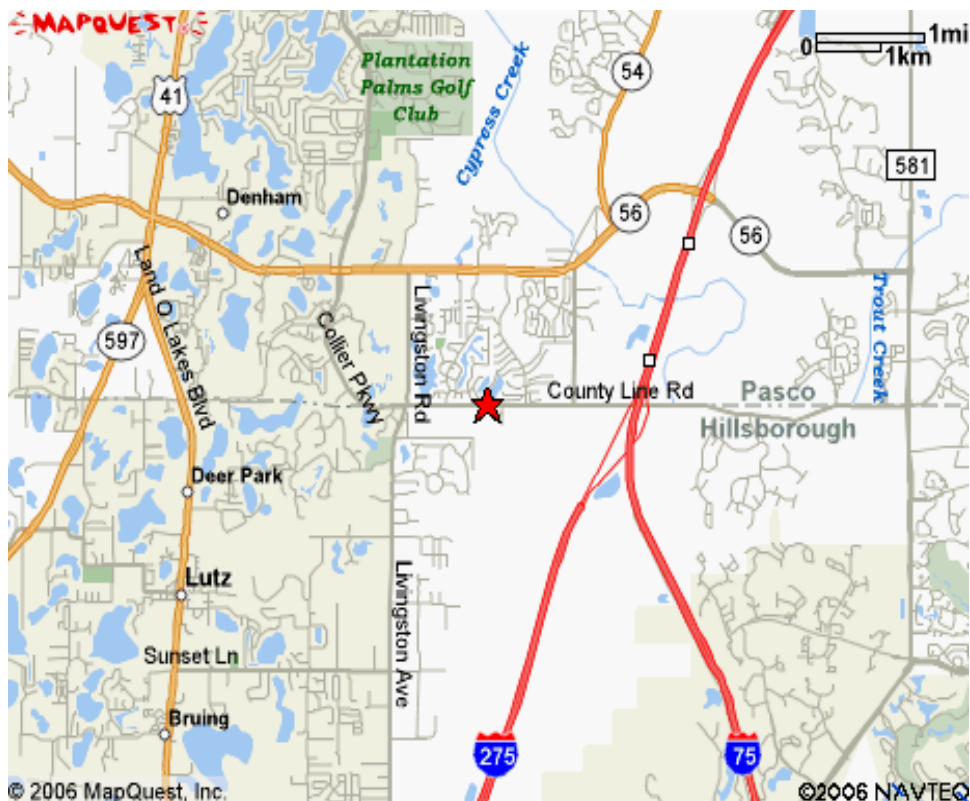 MAPQUEST
0 1mi
1km
41
Plantation
Palms Golf
Club
54
Cypress Creek
581
Denham
56
56
Land O Lakes Blvd
597
Collier Pkwy
Livingston Rd
Trout Creek
County Line Rd
Pasco
Hillsborough
Deer Park
Livingston Ave
Lutz
Sunset Ln
Bruing
275
75
© 2006 MapQuest, Inc.
©2006 NAVTEQ